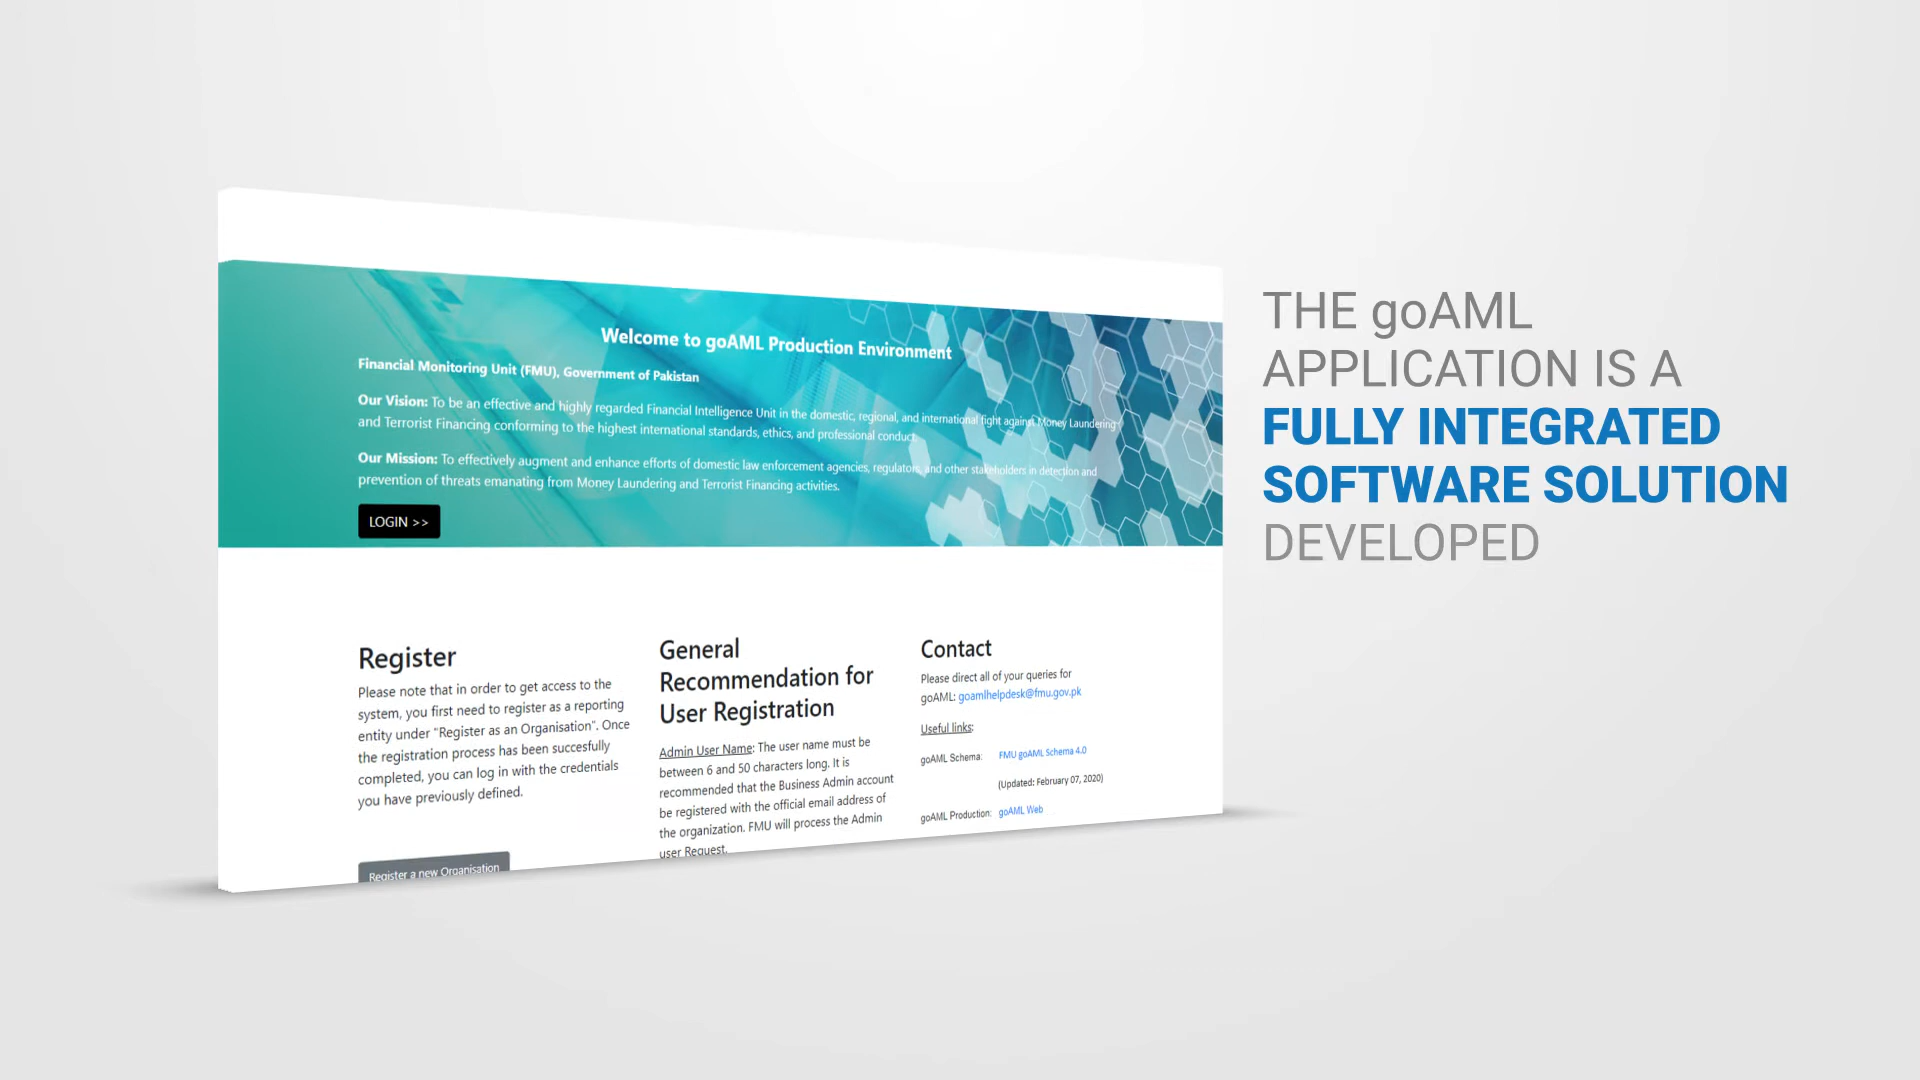 Welcome to goAML Production Environment
Financial Monitoring Unit (FMU), Government of Pakistan
Our Vision: To be an effective and highly regarded Financial Intelligence Unit in the domestic, regional, and international fight against Money Laundering
and Terrorist Financing conforming to the highest international standards, ethics, and professional conduct.
Our Mission: To effectively augment and enhance efforts of domestic law enforcement agencies, regulators, and other stakeholders in detection and
prevention of threats emanating from Money Laundering and Terrorist Financing activities.
LOGIN >>
Register
Please note that in order to get access to the
system, you first need to register as a reporting
entity under "Register as an Organisation". Once
the registration process has been succesfully
completed, you can log in with the credentials
you have previously defined.
Register a new Organisation
General
Recommendation for
User Registration
Admin User Name: The user name must be
between 6 and 50 characters long. It is
recommended that the Business Admin account
be registered with the official email address of
the organization. FMU will process the Admin
user Request.
Contact
Please direct all of your queries for
goAML: goamlhelpdesk@fmu.gov.pk
Useful links:
goAML Schema: FMU goAML Schema 4.0
(Updated: February 07, 2020)
goAML Production: goAML Web
THE goAML
APPLICATION IS A
FULLY INTEGRATED
SOFTWARE SOLUTION
DEVELOPED